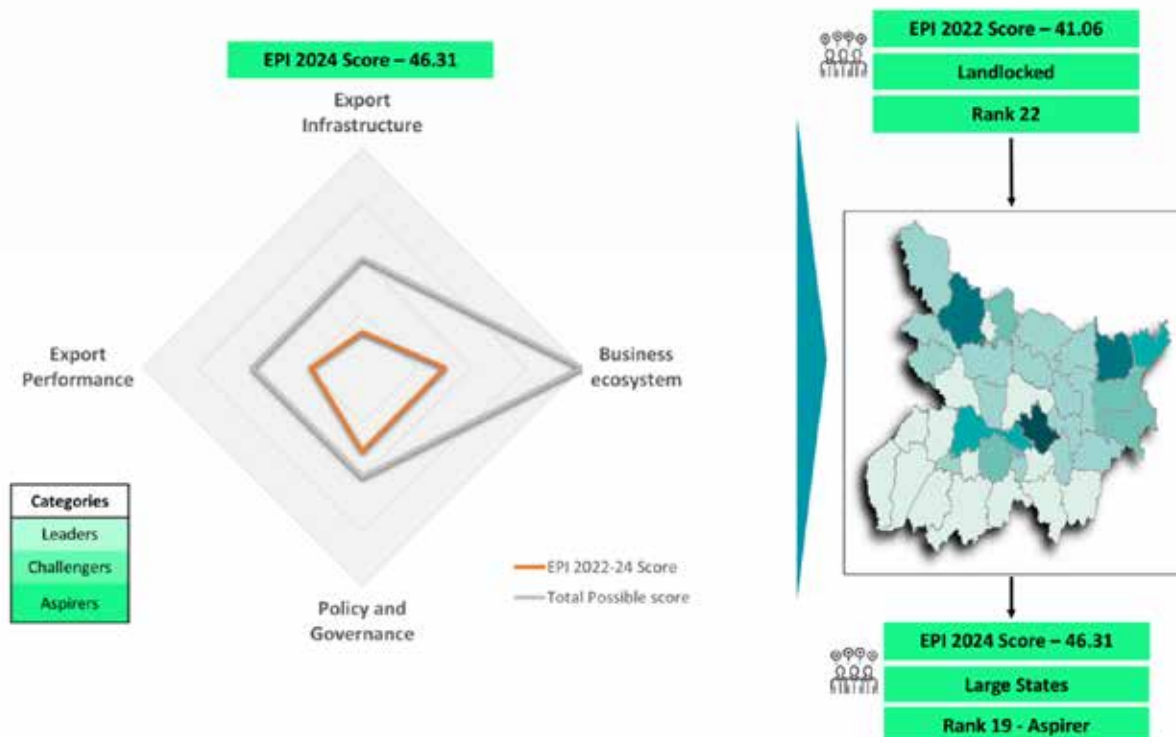 EPI 2024 Score – 46.31
Export
Infrastructure
Export
Performance
Business
ecosystem
Policy and
Governance
Categories
Leaders
Challengers
Aspirers
EPI 2022-24 Score
Total Possible score
EPI 2022 Score – 41.06
Landlocked
Rank 22
EPI 2024 Score – 46.31
Large States
Rank 19 - Aspirer